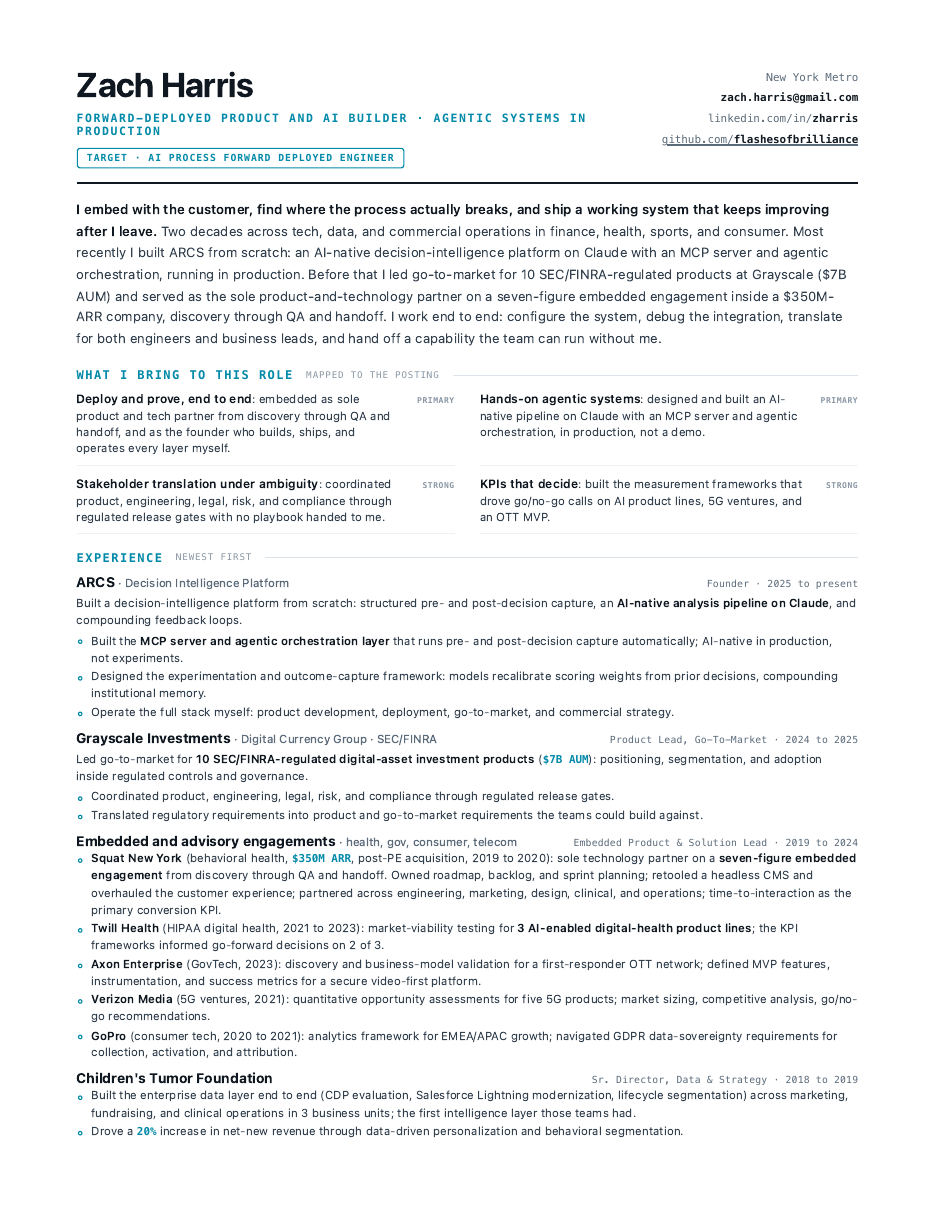 Zach Harris
FORWARD-DEPLOYED PRODUCT AND AI BUILDER · AGENTIC SYSTEMS IN
PRODUCTION
TARGET · AI PROCESS FORWARD DEPLOYED ENGINEER
New York Metro
zach.harris@gmail.com
linkedin.com/in/zharris
github.com/flashesofbrilliance
I embed with the customer, find where the process actually breaks, and ship a working system that keeps improving
after I leave. Two decades across tech, data, and commercial operations in finance, health, sports, and consumer. Most
recently I built ARCS from scratch: an AI-native decision-intelligence platform on Claude with an MCP server and agentic
orchestration, running in production. Before that I led go-to-market for 10 SEC/FINRA-regulated products at Grayscale ($7B
AUM) and served as the sole product-and-technology partner on a seven-figure embedded engagement inside a $350M-
ARR company, discovery through QA and handoff. I work end to end: configure the system, debug the integration, translate
for both engineers and business leads, and hand off a capability the team can run without me.
WHAT I BRING TO THIS ROLE MAPPED TO THE POSTING
Deploy and prove, end to end: embedded as sole PRIMARY
product and tech partner from discovery through QA and
handoff, and as the founder who builds, ships, and
operates every layer myself.
Hands-on agentic systems: designed and built an AI- PRIMARY
native pipeline on Claude with an MCP server and agentic
orchestration, in production, not a demo.
Stakeholder translation under ambiguity: coordinated STRONG
product, engineering, legal, risk, and compliance through
regulated release gates with no playbook handed to me.
KPIs that decide: built the measurement frameworks that STRONG
drove go/no-go calls on AI product lines, 5G ventures, and
an OTT MVP.
EXPERIENCE NEWEST FIRST
ARCS · Decision Intelligence Platform Founder · 2025 to present
Built a decision-intelligence platform from scratch: structured pre- and post-decision capture, an AI-native analysis pipeline on Claude, and
compounding feedback loops.
Built the MCP server and agentic orchestration layer that runs pre- and post-decision capture automatically; AI-native in production,
not experiments.
Designed the experimentation and outcome-capture framework: models recalibrate scoring weights from prior decisions, compounding
institutional memory.
Operate the full stack myself: product development, deployment, go-to-market, and commercial strategy.
Grayscale Investments · Digital Currency Group · SEC/FINRA Product Lead, Go-To-Market · 2024 to 2025
Led go-to-market for 10 SEC/FINRA-regulated digital-asset investment products ($7B AUM): positioning, segmentation, and adoption
inside regulated controls and governance.
Coordinated product, engineering, legal, risk, and compliance through regulated release gates.
Translated regulatory requirements into product and go-to-market requirements the teams could build against.
Embedded and advisory engagements · health, gov, consumer, telecom Embedded Product & Solution Lead · 2019 to 2024
Squat New York (behavioral health, $350M ARR, post-PE acquisition, 2019 to 2020): sole technology partner on a seven-figure embedded
engagement from discovery through QA and handoff. Owned roadmap, backlog, and sprint planning; retooled a headless CMS and
overhauled the customer experience; partnered across engineering, marketing, design, clinical, and operations; time-to-interaction as the
primary conversion KPI.
Twill Health (HIPAA digital health, 2021 to 2023): market-viability testing for 3 AI-enabled digital-health product lines; the KPI
frameworks informed go-forward decisions on 2 of 3.
Axon Enterprise (GovTech, 2023): discovery and business-model validation for a first-responder OTT network; defined MVP features,
instrumentation, and success metrics for a secure video-first platform.
Verizon Media (5G ventures, 2021): quantitative opportunity assessments for five 5G products; market sizing, competitive analysis, go/no-
go recommendations.
GoPro (consumer tech, 2020 to 2021): analytics framework for EMEA/APAC growth; navigated GDPR data-sovereignty requirements for
collection, activation, and attribution.
Children's Tumor Foundation Sr. Director, Data & Strategy · 2018 to 2019
Built the enterprise data layer end to end (CDP evaluation, Salesforce Lightning modernization, lifecycle segmentation) across marketing,
fundraising, and clinical operations in 3 business units; the first intelligence layer those teams had.
Drove a 20% increase in net-new revenue through data-driven personalization and behavioral segmentation.